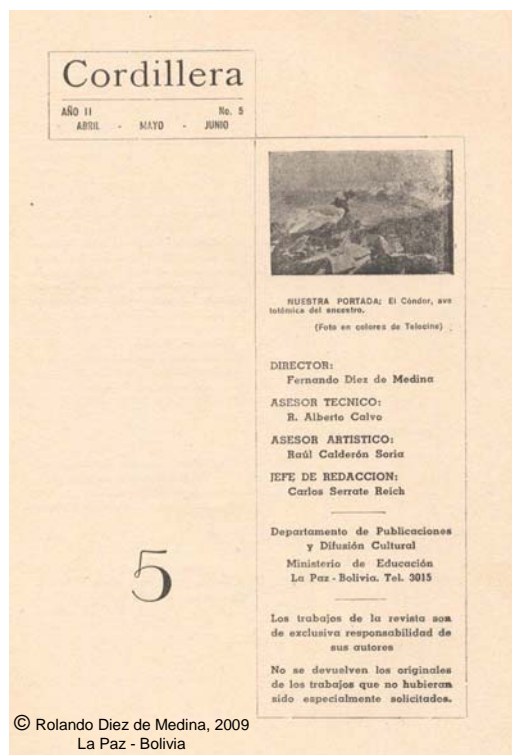 Cordillera
AÑO II No. 5
ABRIL - MAYO - JUNIO
NUESTRA PORTADA; El Cóndor, ave
totémica del ancestro.
(Foto en colores de Telecine)
DIRECTOR:
Fernando Diez de Medina
ASESOR TECNICO:
R. Alberto Calvo
ASESOR ARTISTICO:
Raúl Calderón Soria
JEFE DE REDACCION:
Carlos Serrate Reich
Departamento de Publicaciones
y Difusión Cultural
Ministerio de Educación
La Paz - Bolivia. Tel. 3015
Los trabajos de la revista son
de exclusiva responsabilidad de
sus autores
No se devuelven los originales
de los trabajos que no hubieran
sido especialmente solicitados.
5
© Rolando Diez de Medina, 2009
La Paz - Bolivia